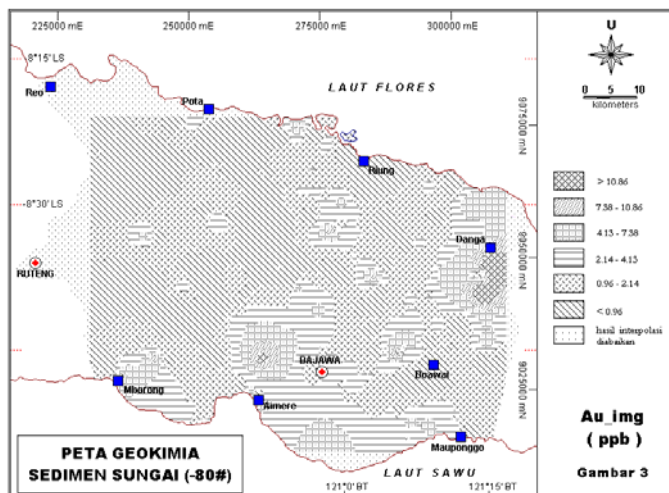 225000 mE 250000 mE 275000 mE 300000 mE
-8°15' LS
Reo
Pota
LAUT FLORES
Riung
-8°30' LS
Danga
RUTENG
BAJAWA
Boawai
Mborong
Aimere
Mauponggo
LAUT SAWU
121°0' BT 121°15' BT
PETA GEOKIMIA
SEDIMEN SUNGAI (-80#)
9975000 mN
9950000 mN
9025000 mN
U
0 5 10
kilometers
> 10.86
7.38 - 10.86
4.13 - 7.38
2.14 - 4.13
0.96 - 2.14
< 0.96
hasil interpolasi
diabaikan
Au_img
( ppb )
Gambar 3